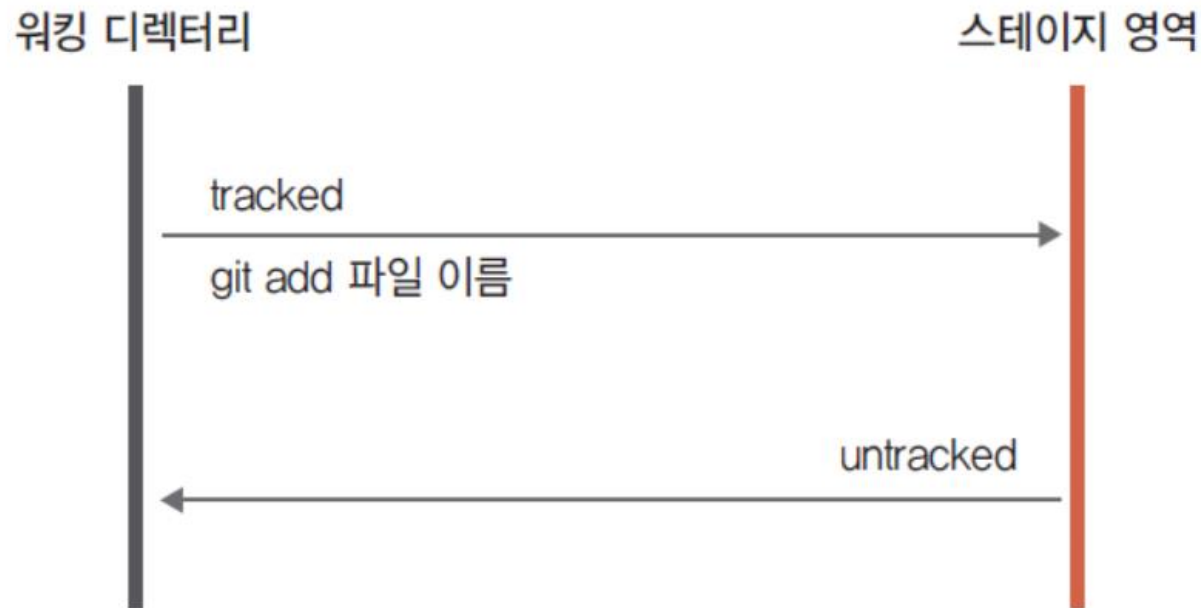 워킹 디렉터리
스테이지 영역
tracked
git add 파일 이름
untracked